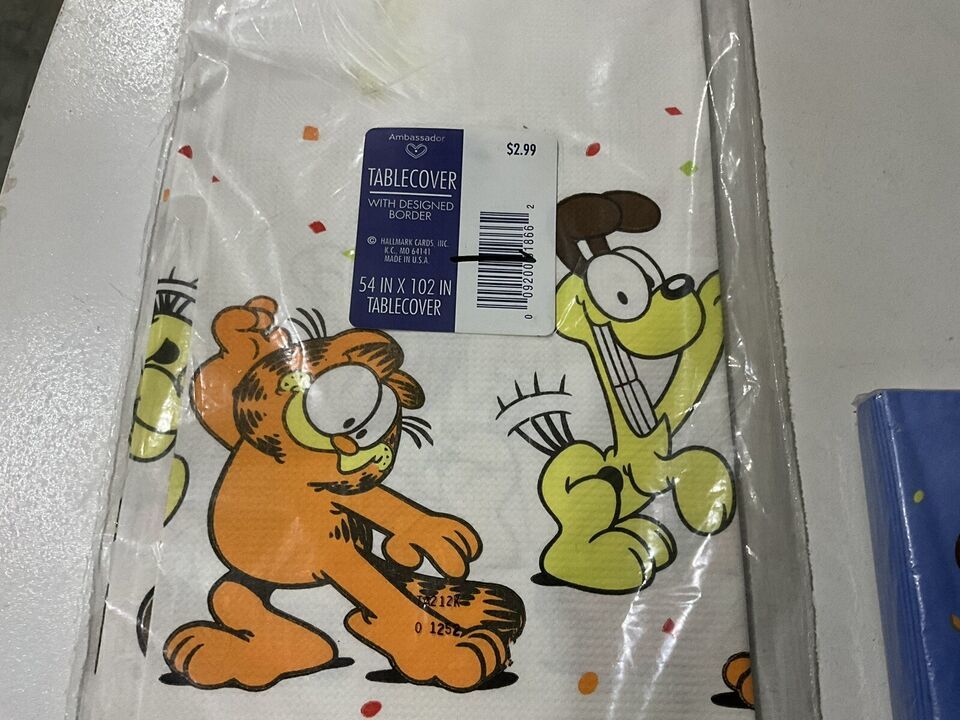 Ambassador
TABLECOVER
WITH DESIGNED
BORDER
© HALLMARK CARDS, INC.
K.C., MO 64141
MADE IN U.S.A.
54 IN X 102 IN
TABLECOVER
$2.99
0 1252